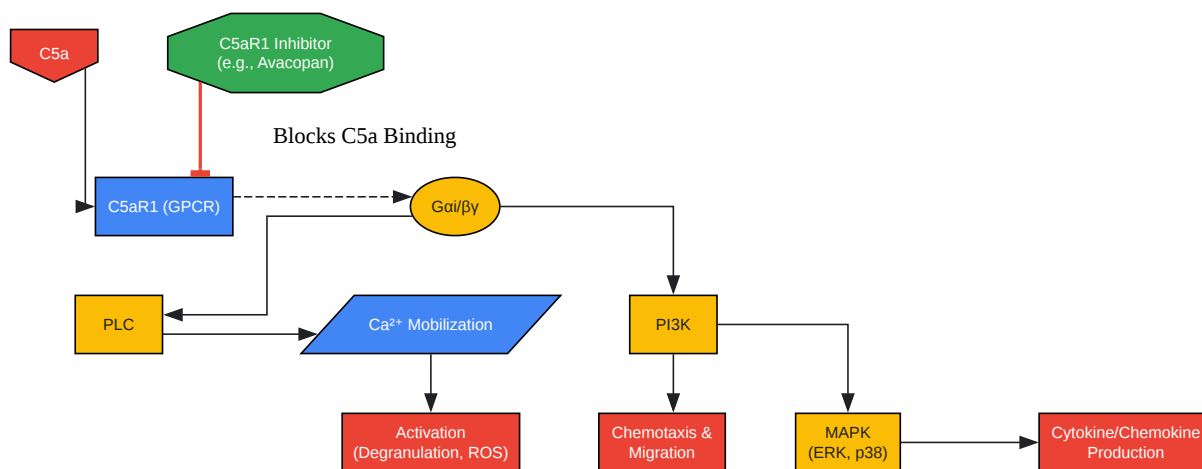 C5a
C5aR1 Inhibitor
(e.g., Avacopan)
Blocks C5a Binding
C5aR1 (GPCR)
Gαi/βγ
PLC
Ca²⁺ Mobilization
PI3K
Activation
(Degranulation, ROS)
Chemotaxis &
Migration
MAPK
(ERK, p38)
Cytokine/Chemokine
Production